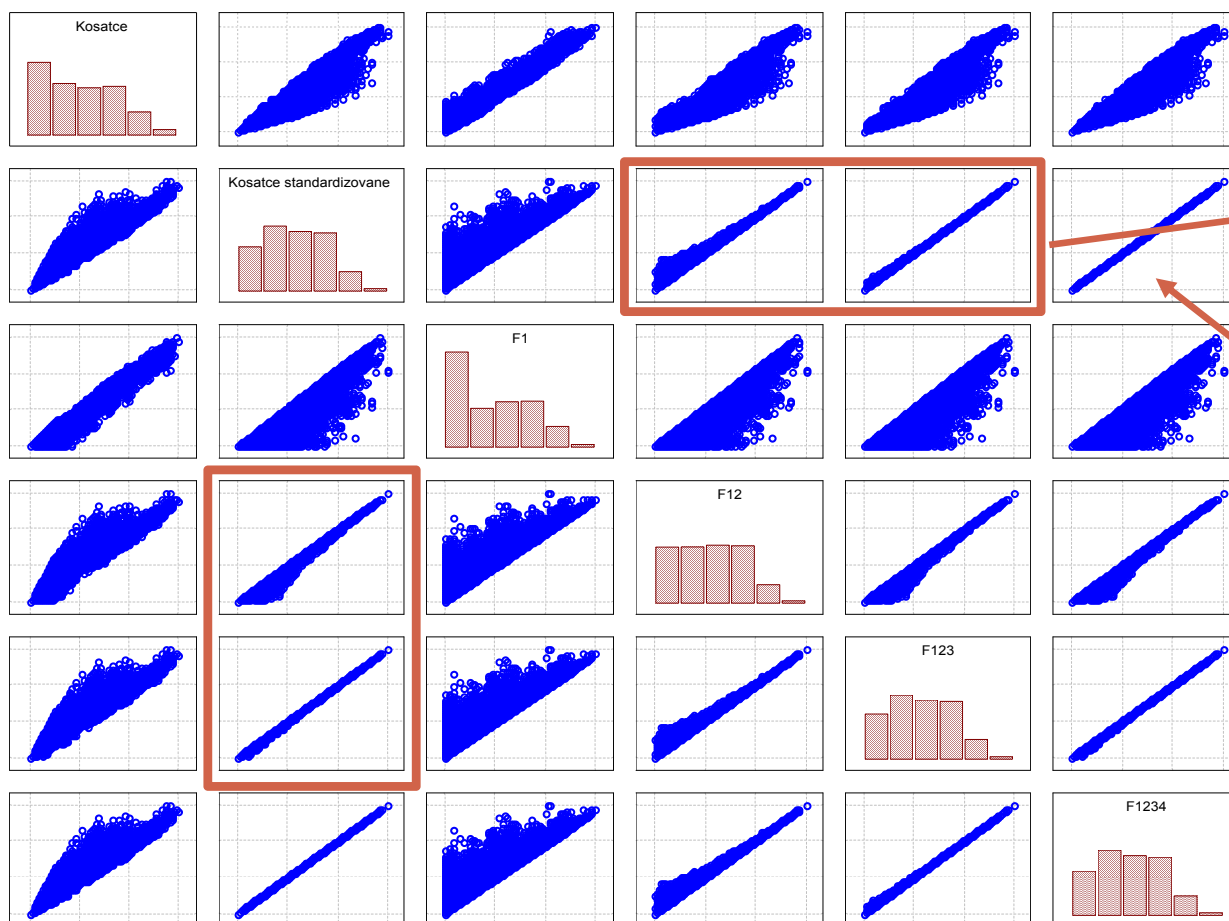 Kosatce
Kosatce standardizovane
F1
F12
F123
F1234